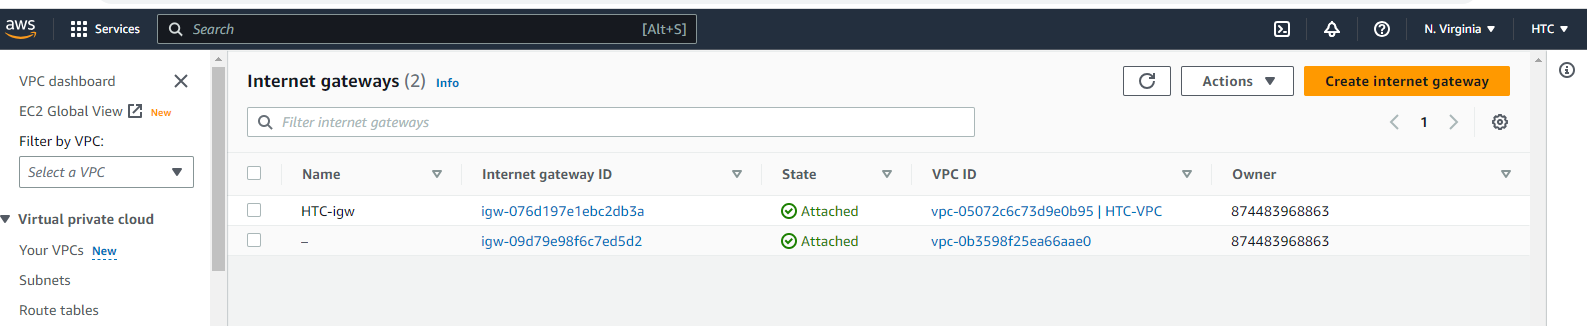 aws Services Search [Alt+S] N. Virginia HTC
VPC dashboard
EC2 Global View New
Filter by VPC:
Select a VPC
Virtual private cloud
Your VPCs New
Subnets
Route tables
Internet gateways (2) Info Actions Create internet gateway
Filter internet gateways 1
Name Internet gateway ID State VPC ID Owner
HTC-igw igw-076d197e1ebc2db3a Attached vpc-05072c6c73d9e0b95 | HTC-VPC 874483968863
– igw-09d79e98f6c7ed5d2 Attached vpc-0b3598f25ea66aae0 874483968863